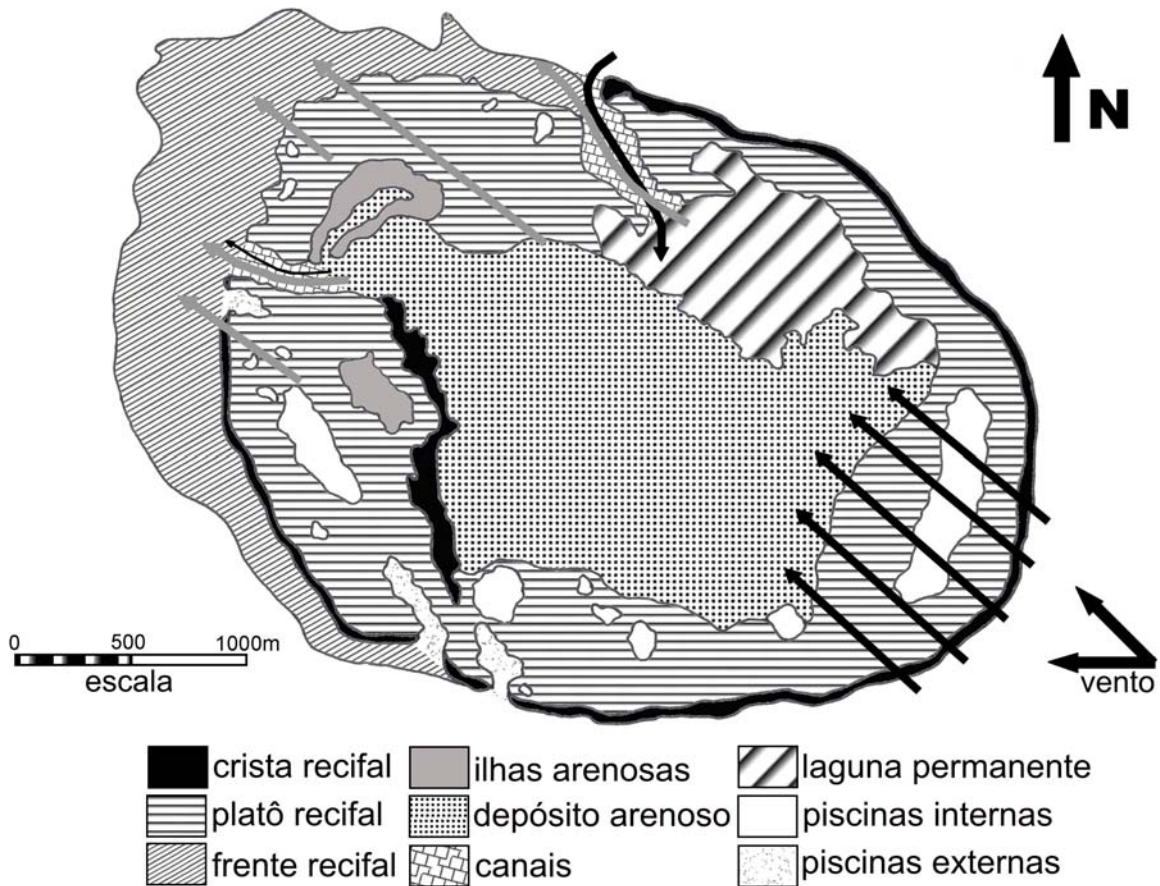 N
0 500 1000m
escala
vento
crista recifal ilhas arenosas laguna permanente
platô recifal depósito arenoso piscinas internas
frente recifal canais piscinas externas